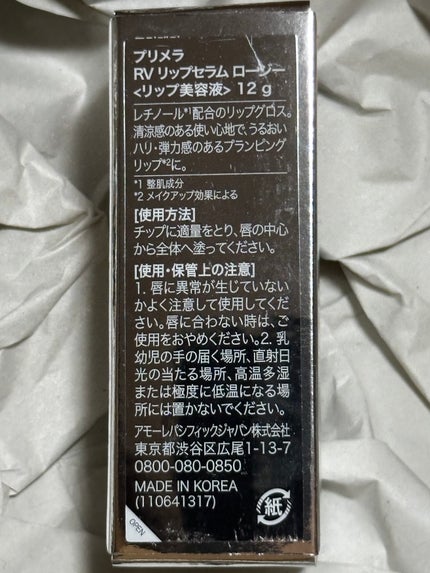 プリメラ
RV リップセラム ロージー
<リップ美容液> 12 g
レチノール*1配合のリップグロス。
清涼感のある使い心地で、うるおい
ハリ・弾力感のあるプランピング
リップ*2に。
*1 整肌成分
*2 メイクアップ効果による
[使用方法]
チップに適量をとり、唇の中心
から全体へ塗ってください。
[使用・保管上の注意]
1. 唇に異常が生じていない
かよく注意して使用してくだ
さい。唇に合わない時は、ご
使用をおやめください。2. 乳
幼児の手の届く場所、直射日
光の当たる場所、高温多湿
または極度に低温になる場
所には置かないでください。
アモーレパシフィックジャパン株式会社
東京都渋谷区広尾1-13-7
0800-080-0850
MADE IN KOREA
(110641317)
紙
OPEN